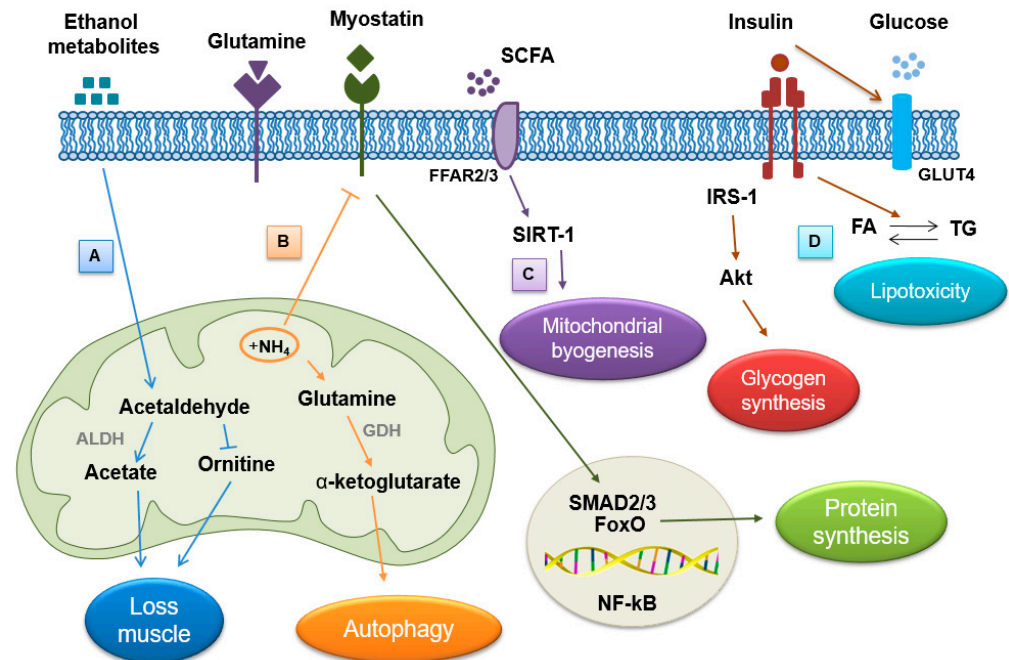 Ethanol
metabolites
Glutamine
Myostatin
SCFA
Insulin
Glucose
FFAR2/3
GLUT4
IRS-1
A
B
C
D
SIRT-1
FA
TG
Akt
Lipotoxicity
Mitochondrial
byogenesis
Glycogen
synthesis
+NH₄
Acetaldehyde
Glutamine
ALDH
GDH
Acetate
Ornitine
α-ketoglutarate
SMAD2/3
FoxO
NF-kB
Protein
synthesis
Loss
muscle
Autophagy